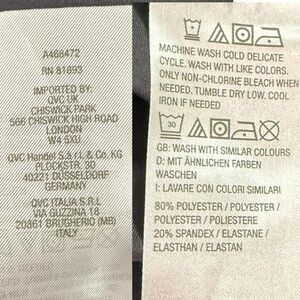 A468472
RN 81893
IMPORTED BY:
QVC UK
CHISWICK PARK
566 CHISWICK HIGH ROAD
LONDON
W4 5XU
QVC Handel S.à r.l. & Co. KG
PLOCKSTR. 30
40221 DÜSSELDORF
GERMANY
QVC ITALIA
VIA GUZZINA 18
20861 BRUGHERIO (MB)
ITALY
MACHINE WASH COLD DELICATE
CYCLE. WASH WITH LIKE COLORS.
ONLY NON-CHLORINE BLEACH WHEN
NEEDED. TUMBLE DRY LOW. COOL
IRON IF NEEDED
30
GB: WASH WITH SIMILAR COLOURS
D: MIT ÄHNLICHEN FARBEN
WASCHEN
I: LAVARE CON COLORI SIMILARI
80% POLYESTER /
POLYESTER / POLIESTERE
20% SPANDEX / ELASTANE /
ELASTHAN / ELASTAN